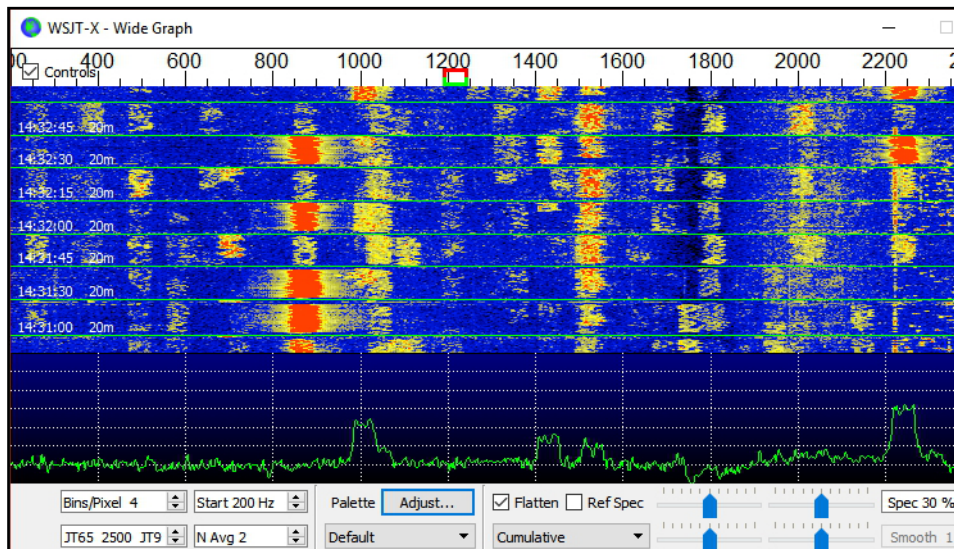 WSJT-X - Wide Graph
00 400 600 800 1000 1200 1400 1600 1800 2000 2200
Controls
14:32:45 20m
14:32:30 20m
14:32:15 20m
14:32:00 20m
14:31:45 20m
14:31:30 20m
14:31:00 20m
Bins/Pixel 4 Start 200 Hz Palette Adjust... Flatten Ref Spec Spec 30 %
JT65 2500 JT9 N Avg 2 Default Cumulative Smooth 1